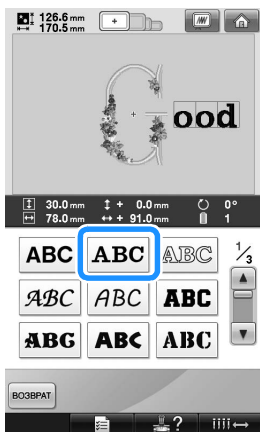 126.6 mm
170.5 mm
Good
30.0 mm + 0.0 mm 0°
78.0 mm + 91.0 mm 1
ABC ABC ABC 1/3
ABC ABC ABC
ABC ABC ABC
ВОЗВРАТ
?